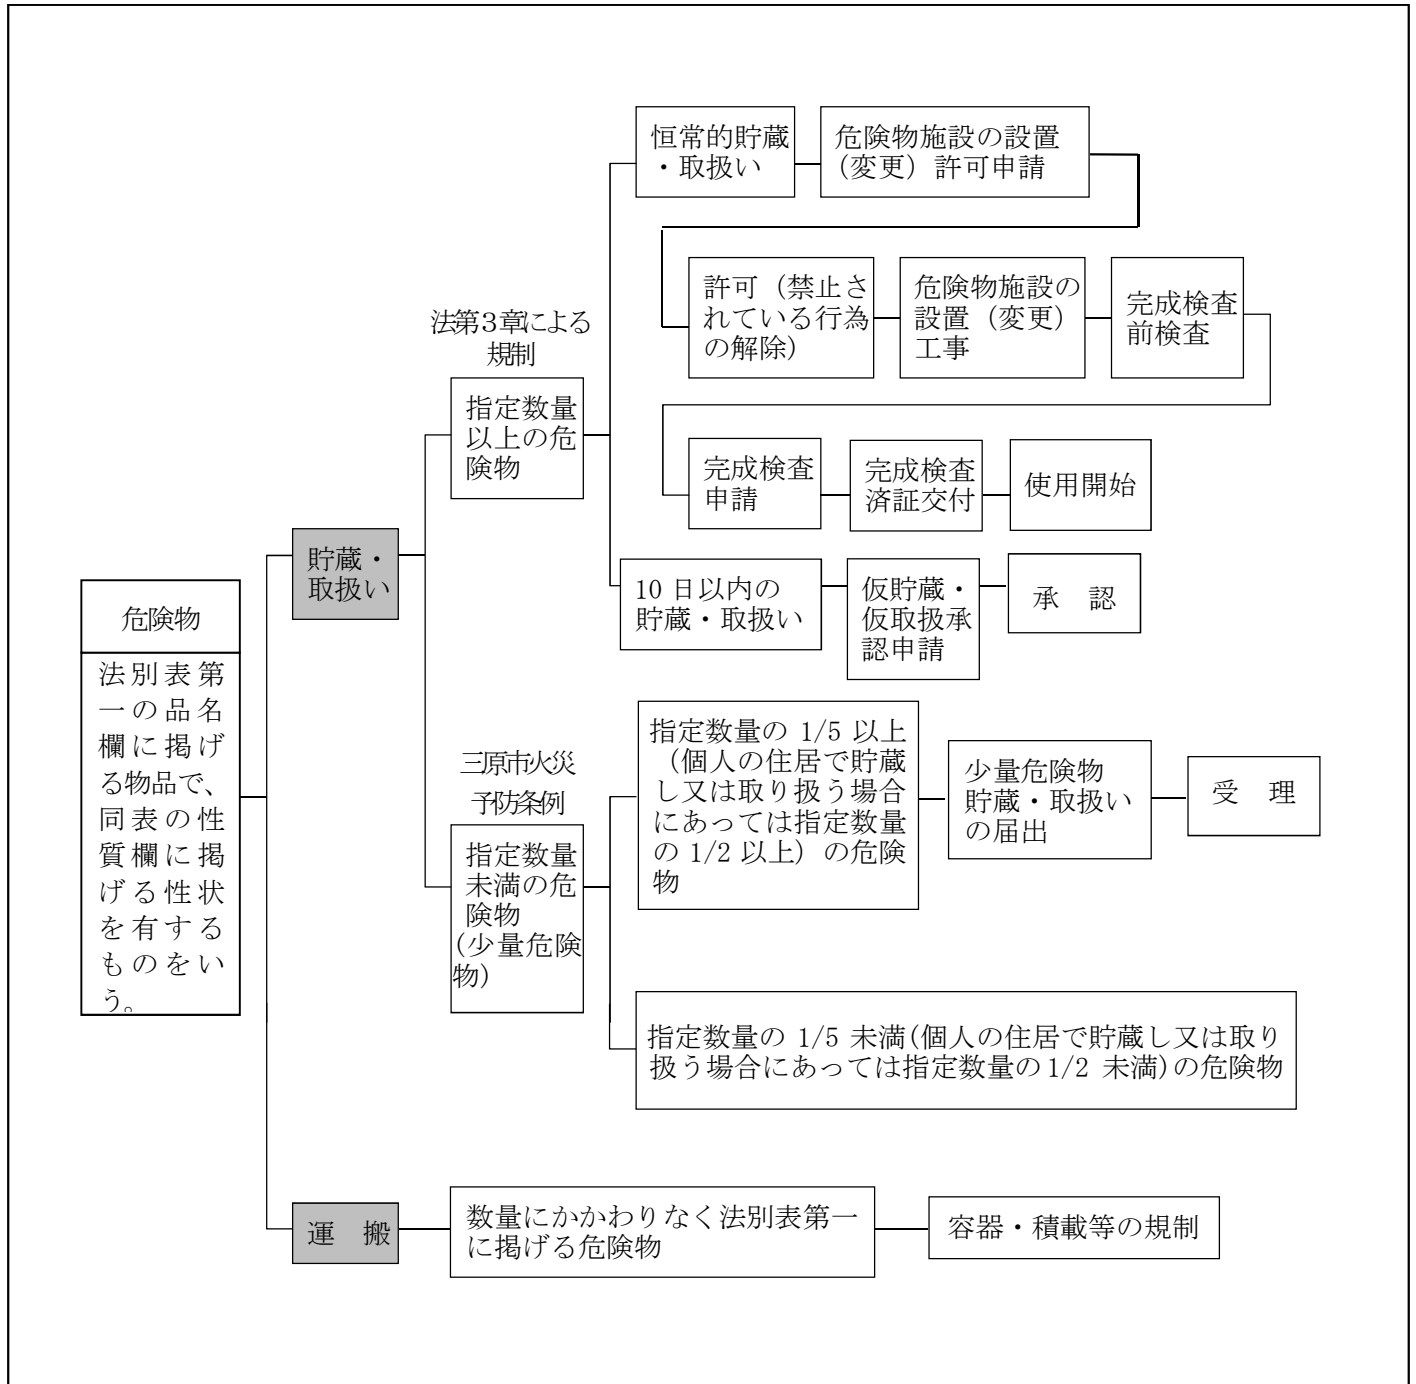 恒常的貯蔵
・取扱い
危険物施設の設置
（変更）許可申請
許可（禁止さ
れている行為
の解除）
危険物施設の
設置（変更）
工事
完成検査
前検査
法第３章による
規制
指定数量
以上の危
険物
完成検査
申請
完成検査
済証交付
使用開始
貯蔵・
取扱い
10 日以内の
貯蔵・取扱い
仮貯蔵・
仮取扱承
認申請
承　認
危険物
法別表第
一の品名
欄に掲げ
る物品で、
同表の性
質欄に掲
げる性状
を有する
ものをい
う。
三原市火災
予防条例
指定数量
未満の危
険物
(少量危険
物)
指定数量の 1/5 以上
（個人の住居で貯蔵
し又は取り扱う場合
にあっては指定数量
の 1/2 以上）の危険
物
少量危険物
貯蔵・取扱い
の届出
受　理
指定数量の 1/5 未満(個人の住居で貯蔵し又は取り
扱う場合にあっては指定数量の1/2 未満)の危険物
運　搬
数量にかかわりなく法別表第一
に掲げる危険物
容器・積載等の規制